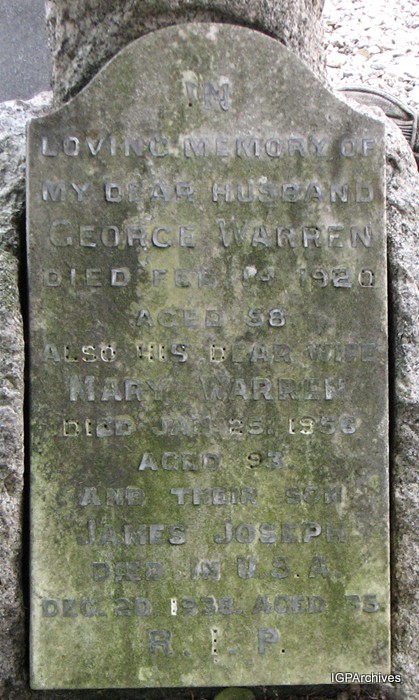 IN
LOVING MEMORY OF
MY DEAR HUSBAND
GEORGE WARREN
DIED FEB. 14 1920
AGED 58
ALSO HIS DEAR WIFE
MARY WARREN
DIED JAN. 25. 1958
AGED 93
AND THEIR SON
JAMES JOSEPH
DIED IN U.S.A.
DEC. 20. 1938. AGED 35.
R.I.P.
IGPArchives